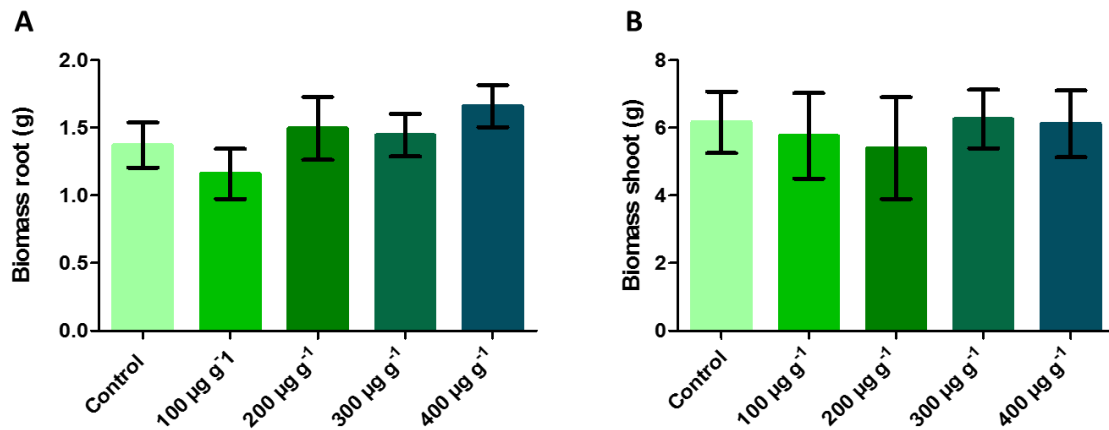 A
Biomass root (g)
2.0
1.5
1.0
0.5
0.0
Control
100 µg g⁻1
200 µg g⁻¹
300 µg g⁻¹
400 µg g⁻¹
B
Biomass shoot (g)
8
6
4
2
0
Control
100 µg g⁻¹
200 µg g⁻¹
300 µg g⁻¹
400 µg g⁻¹